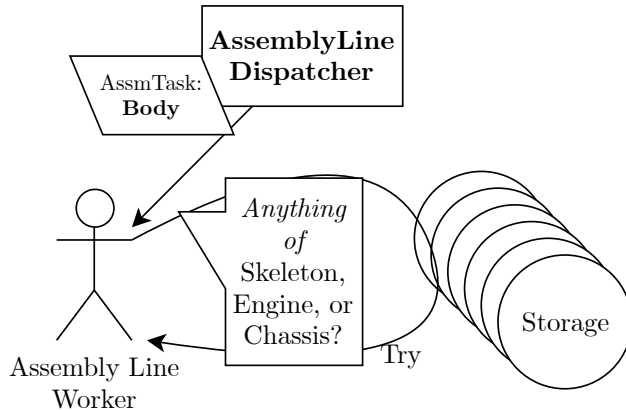 AssemblyLine
Dispatcher
AssmTask:
Body
Anything
of
Skeleton,
Engine, or
Chassis?
Try
Storage
Assembly Line
Worker